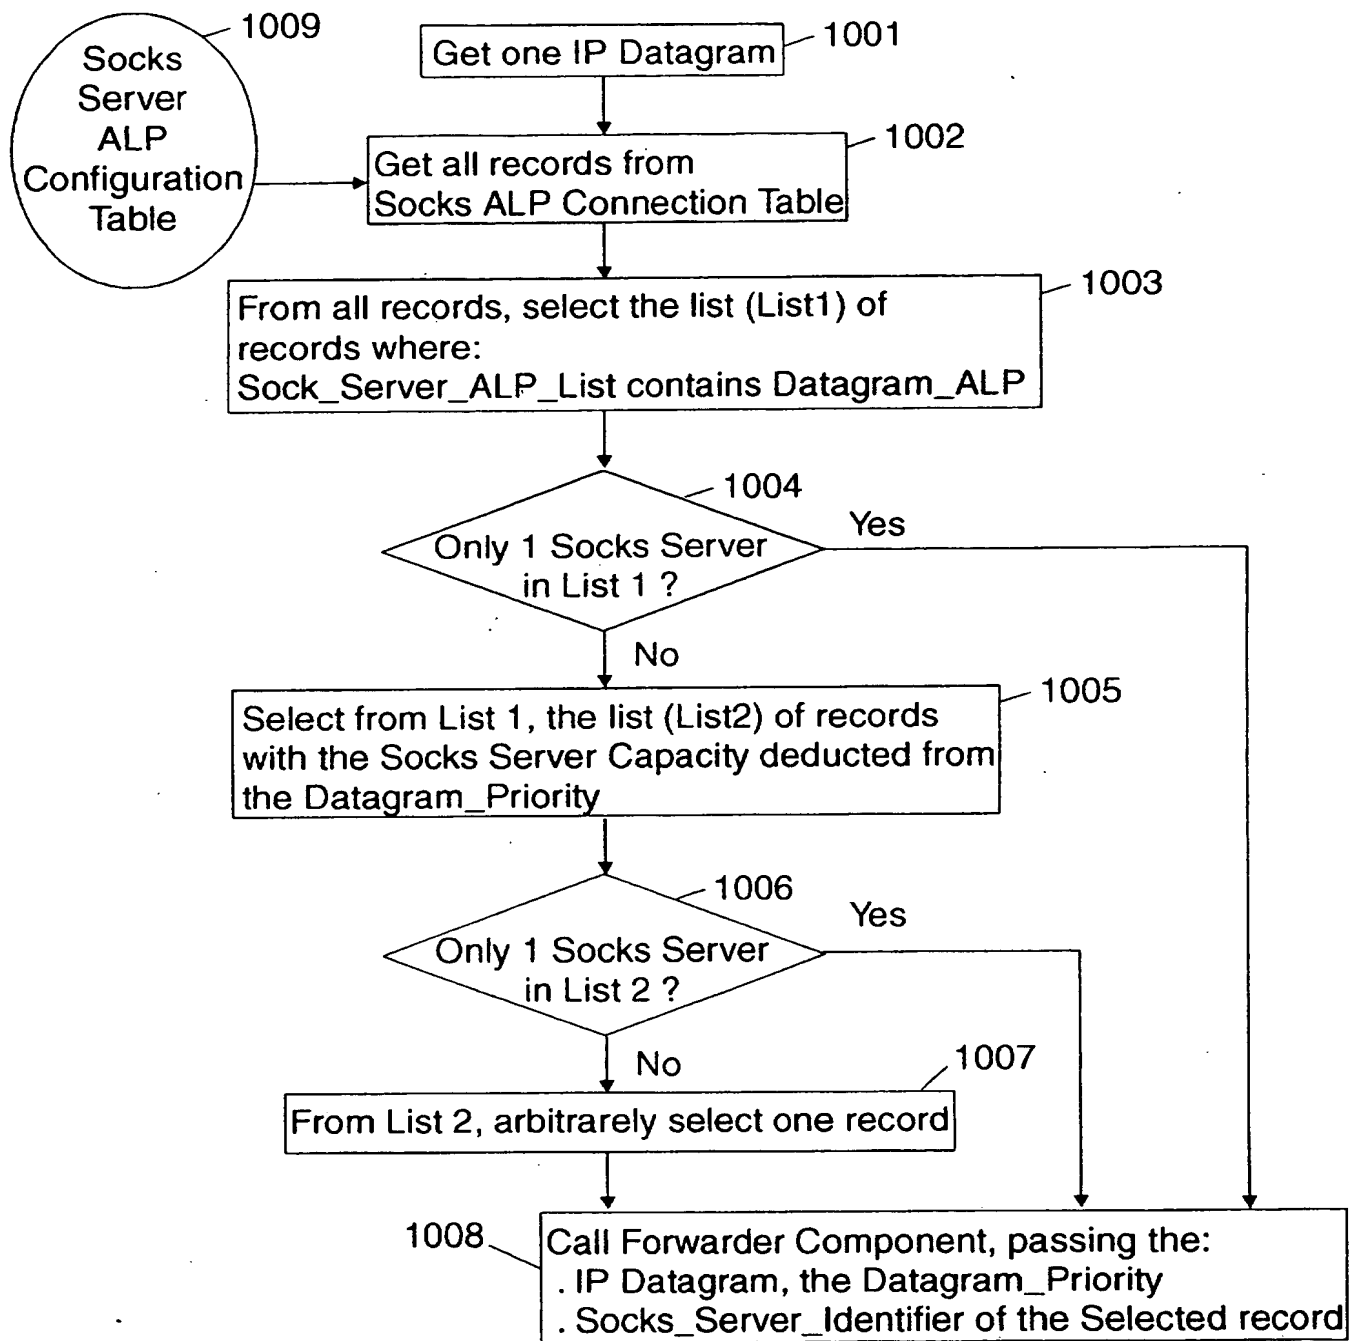 1009
Socks
Server
ALP
Configuration
Table
Get one IP Datagram
1001
1002
Get all records from
Socks ALP Connection Table
1003
From all records, select the list (List1) of
records where:
Sock_Server_ALP_List contains Datagram_ALP
1004
Only 1 Socks Server
in List 1 ?
Yes
No
1005
Select from List 1, the list (List2) of records
with the Socks Server Capacity deducted from
the Datagram_Priority
1006
Only 1 Socks Server
in List 2 ?
Yes
No
1007
From List 2, arbitrarely select one record
1008
Call Forwarder Component, passing the:
. IP Datagram, the Datagram_Priority
. Socks_Server_Identifier of the Selected record